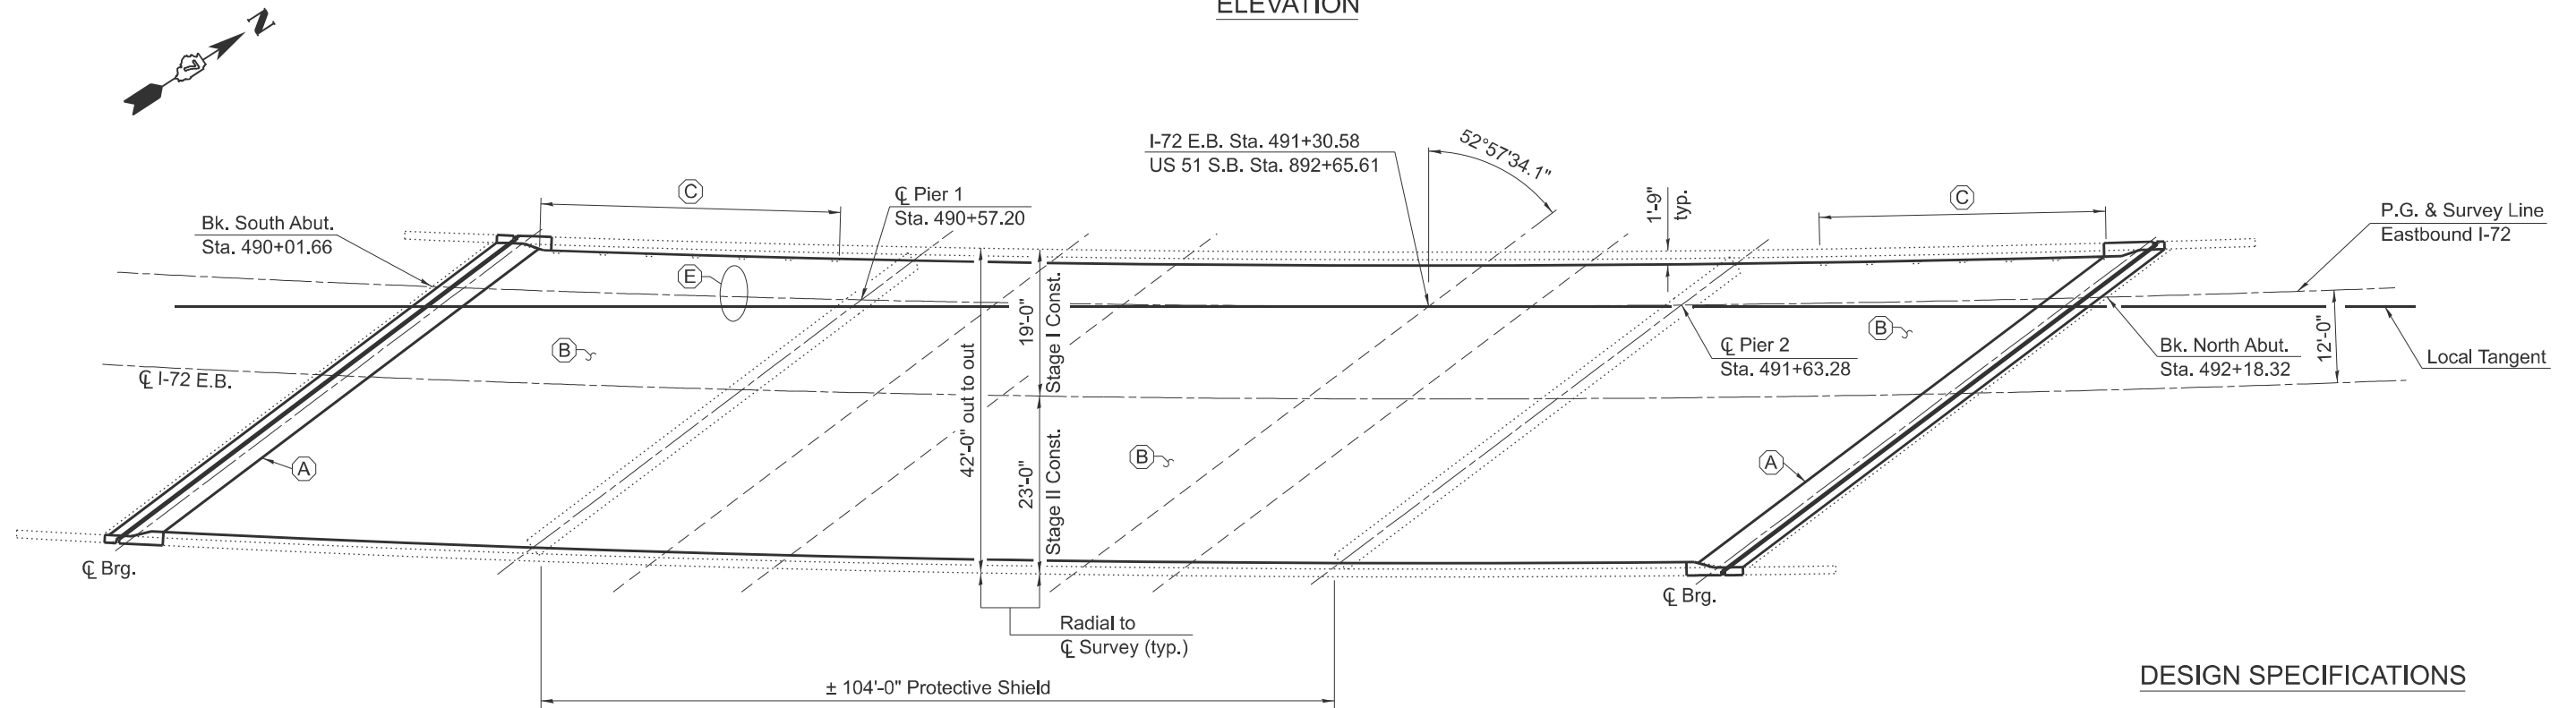 ELEVATION
N
I-72 E.B. Sta. 491+30.58
US 51 S.B. Sta. 892+65.61
52°57'34.1"
C
℄ Pier 1
Sta. 490+57.20
1'-9"
typ.
C
Bk. South Abut.
Sta. 490+01.66
P.G. & Survey Line
Eastbound I-72
E
19'-0"
Stage I Const.
B
B
℄ Pier 2
Sta. 491+63.28
Bk. North Abut.
Sta. 492+18.32
12'-0"
Local Tangent
℄ I-72 E.B.
42'-0" out to out
23'-0"
Stage II Const.
A
B
A
℄ Brg.
℄ Brg.
Radial to
℄ Survey (typ.)
± 104'-0" Protective Shield
DESIGN SPECIFICATIONS